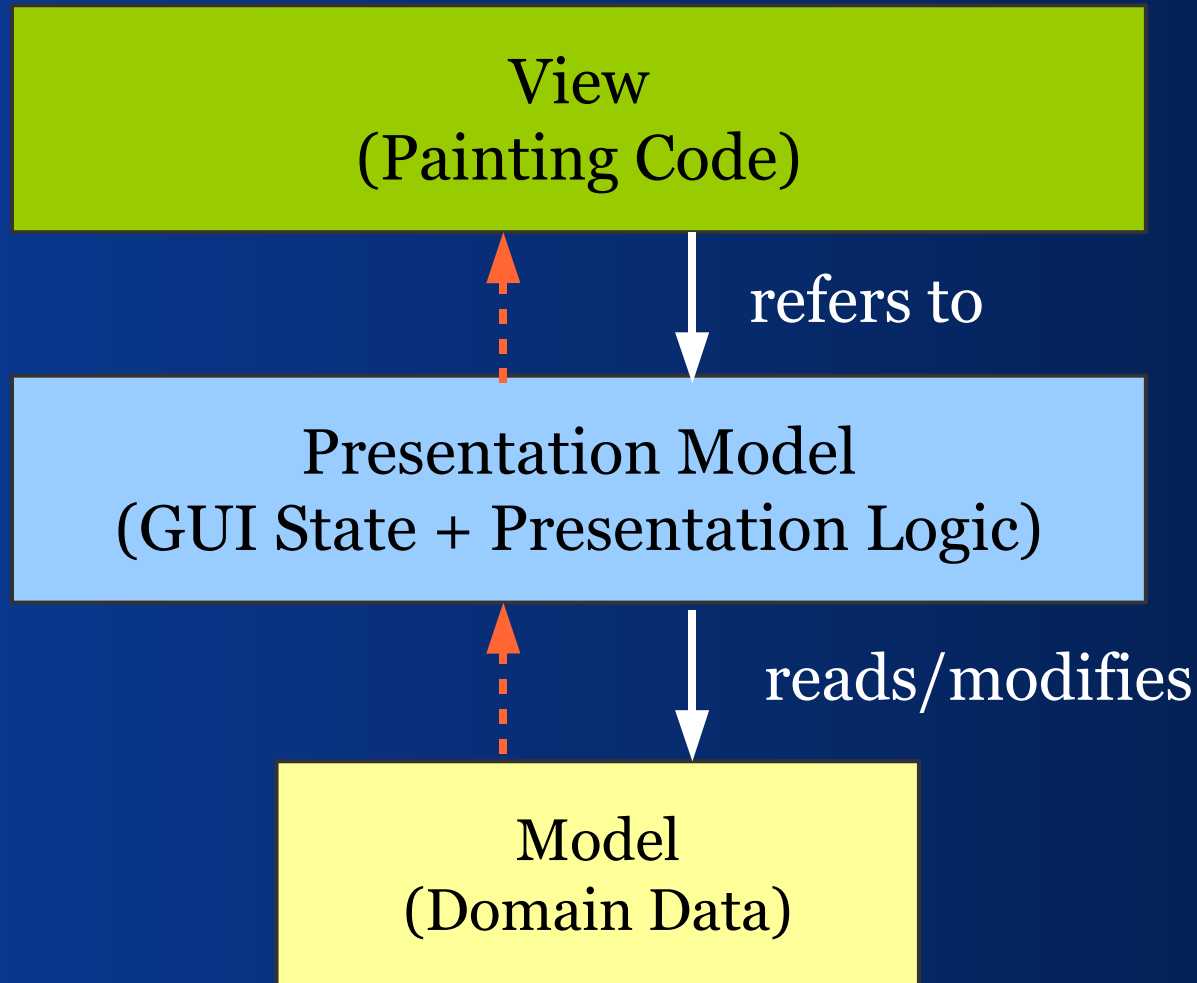 View
(Painting Code)
refers to
Presentation Model
(GUI State + Presentation Logic)
reads/modifies
Model
(Domain Data)